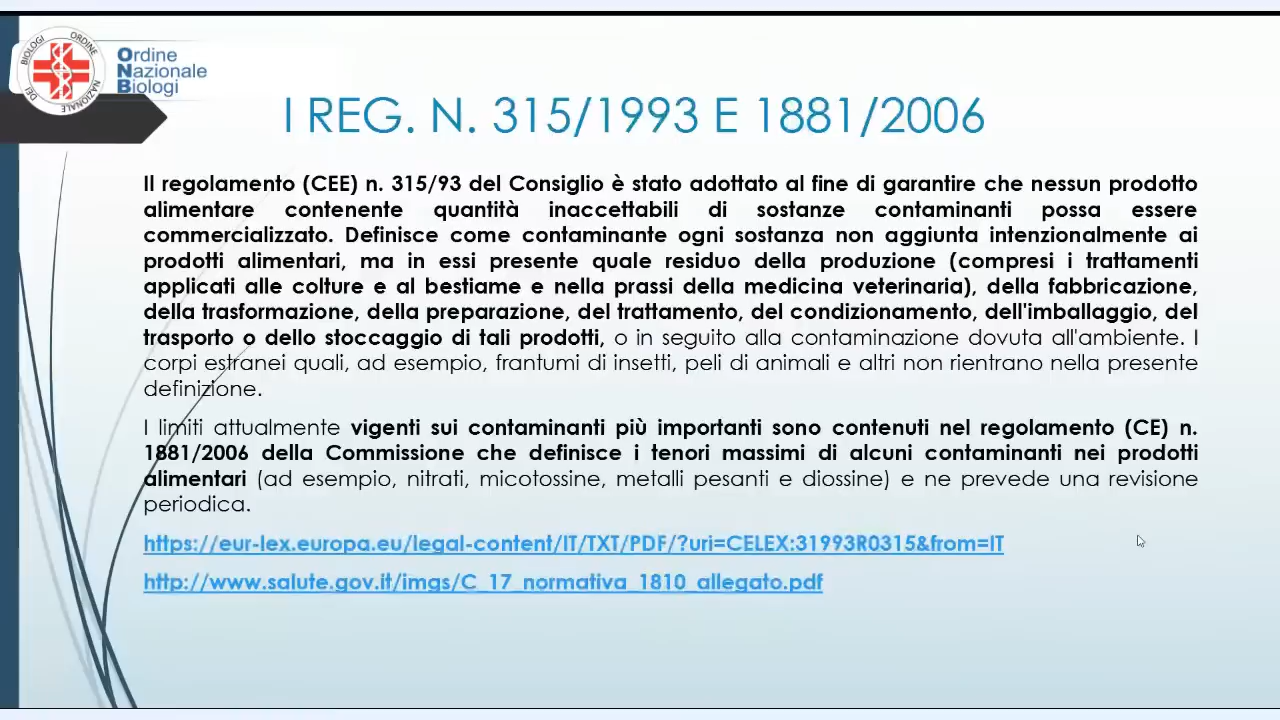 ORDINE NAZIONALE DEI BIOLOGI
Ordine
Nazionale
Biologi
I REG. N. 315/1993 E 1881/2006
Il regolamento (CEE) n. 315/93 del Consiglio è stato adottato al fine di garantire che nessun prodotto
alimentare contenente quantità inaccettabili di sostanze contaminanti possa essere
commercializzato. Definisce come contaminante ogni sostanza non aggiunta intenzionalmente ai
prodotti alimentari, ma in essi presente quale residuo della produzione (compresi i trattamenti
applicati alle colture e al bestiame e nella prassi della medicina veterinaria), della fabbricazione,
della trasformazione, della preparazione, del trattamento, del condizionamento, dell'imballaggio, del
trasporto o dello stoccaggio di tali prodotti, o in seguito alla contaminazione dovuta all'ambiente. I
corpi estranei quali, ad esempio, frantumi di insetti, peli di animali e altri non rientrano nella presente
definizione.
I limiti attualmente vigenti sui contaminanti più importanti sono contenuti nel regolamento (CE) n.
1881/2006 della Commissione che definisce i tenori massimi di alcuni contaminanti nei prodotti
alimentari (ad esempio, nitrati, micotossine, metalli pesanti e diossine) e ne prevede una revisione
periodica.
https://eur-lex.europa.eu/legal-content/IT/TXT/PDF/?uri=CELEX:31993R0315&from=IT
http://www.salute.gov.it/imgs/C_17_normativa_1810_allegato.pdf